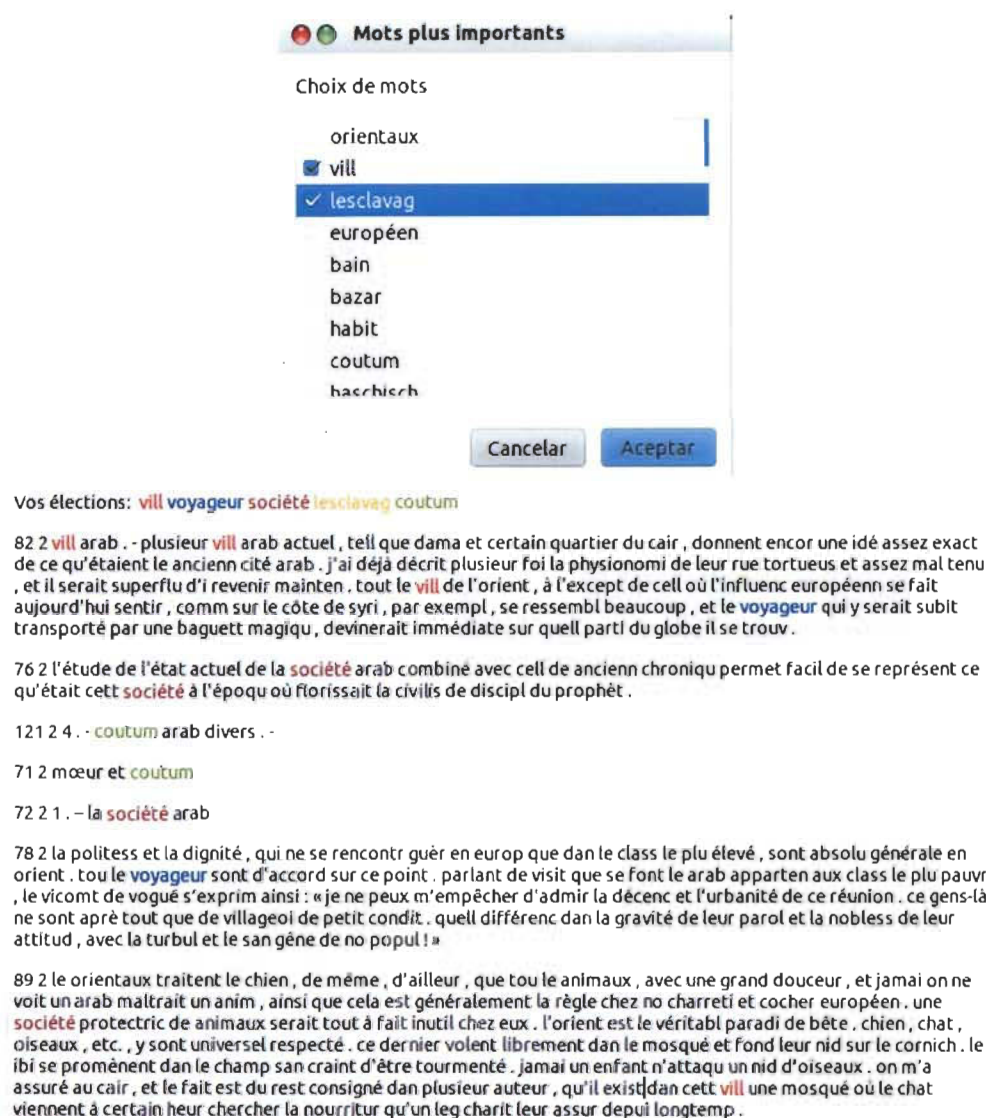 Mots plus importants
Choix de mots
orientaux
vill
lesclavag
européen
bain
bazar
habit
coutum
haschisch
Cancelar Aceptar
Vos élections: vill voyageur société lesclavag coutum
82 2 vill arab . - plusieur vill arab actuel , tell que dama et certain quartier du cair , donnent encor une idé assez exact
de ce qu'étaient le ancienn cité arab . j'ai déjà décrit plusieur foi la physionomi de leur rue tortueus et assez mal tenu
, et il serait superflu d'i revenir mainten . tout le vill de l'orient , à l'except de cell où l'influenc européenn se fait
aujourd'hui sentir , comm sur le côte de syri , par exempl , se ressembl beaucoup , et le voyageur qui y serait subit
transporté par une baguett magiqu , devinerait immédiate sur quell parti du globe il se trouv .
76 2 l'étude de l'état actuel de la société arab combiné avec cell de ancienn chroniqu permet facil de se représent ce
qu'était cett société à l'époqu où florissait la civilis de discipl du prophèt .
121 2 4 . - coutum arab divers . -
71 2 mœur et coutum
72 2 1 . – la société arab
78 2 la politess et la dignité , qui ne se rencontr guèr en europ que dan le class le plu élevé , sont absolu générale en
orient . tou le voyageur sont d'accord sur ce point . parlant de visit que se font le arab apparten aux class le plu pauvr
, le vicomt de vogué s'exprim ainsi : « je ne peux m'empêcher d'admir la décenc et l'urbanité de ce réunion . ce gens-là
ne sont aprè tout que de villageoi de petit condit . quell différenc dan la gravité de leur parol et la nobless de leur
attitud , avec la turbul et le san gêne de no popul ! »
89 2 le orientaux traitent le chien , de même , d'ailleur , que tou le animaux , avec une grand douceur , et jamai on ne
voit un arab maltrait un anim , ainsi que cela est généralement la règle chez no charreti et cocher européen . une
société protectric de animaux serait tout à fait inutil chez eux . l'orient est le véritabl paradi de bête . chien , chat ,
oiseaux , etc. , y sont universel respecté . ce dernier volent librement dan le mosqué et fond leur nid sur le cornich . le
ibi se promènent dan le champ san craint d'être tourmenté . jamai un enfant n'attaqu un nid d'oiseaux . on m'a
assuré au cair , et le fait est du rest consigné dan plusieur auteur , qu'il exist dan cett vill une mosqué où le chat
viennent à certain heur chercher la nourritur qu'un leg charit leur assur depui longtemp .